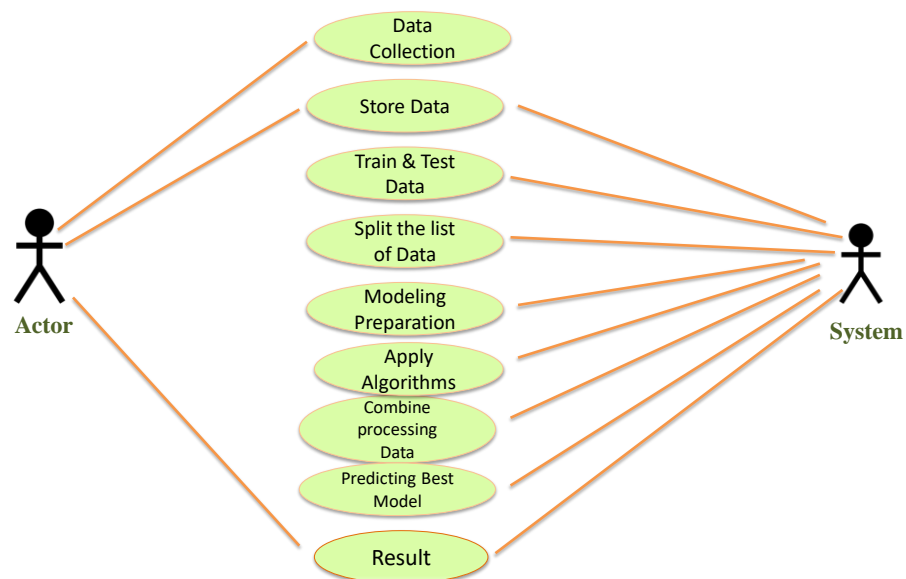 Data
Collection
Store Data
Train & Test
Data
Split the list
of Data
Modeling
Preparation
Actor
System
Apply
Algorithms
Combine
processing
Data
Predicting Best
Model
Result